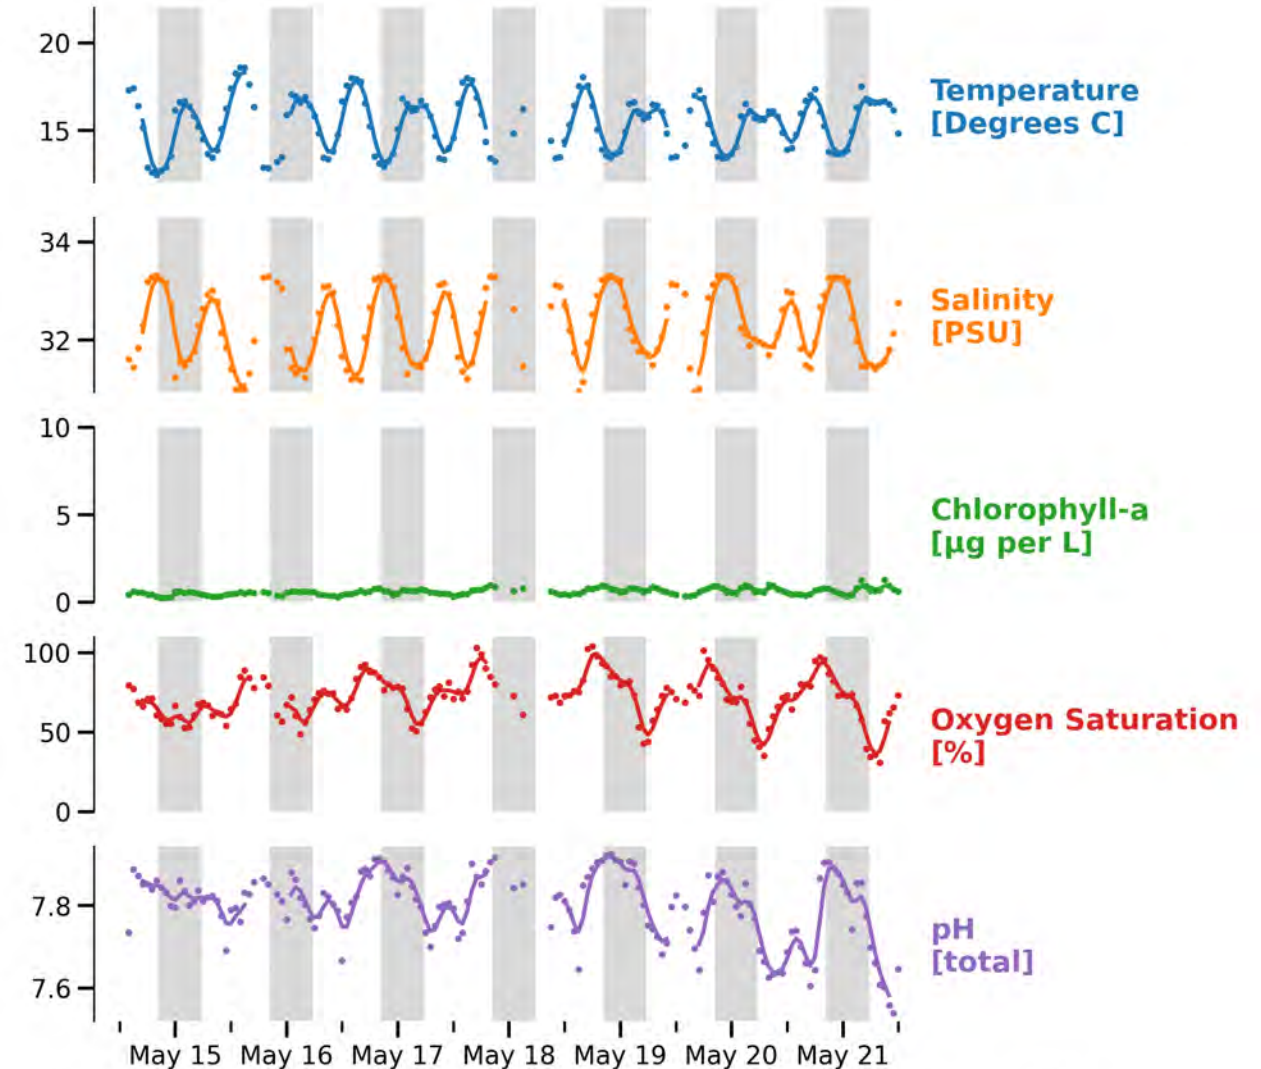 20
15
Temperature
[Degrees C]
34
32
Salinity
[PSU]
10
5
0
Chlorophyll-a
[µg per L]
100
50
0
Oxygen Saturation
[%]
7.8
7.6
pH
[total]
May 15 May 16 May 17 May 18 May 19 May 20 May 21